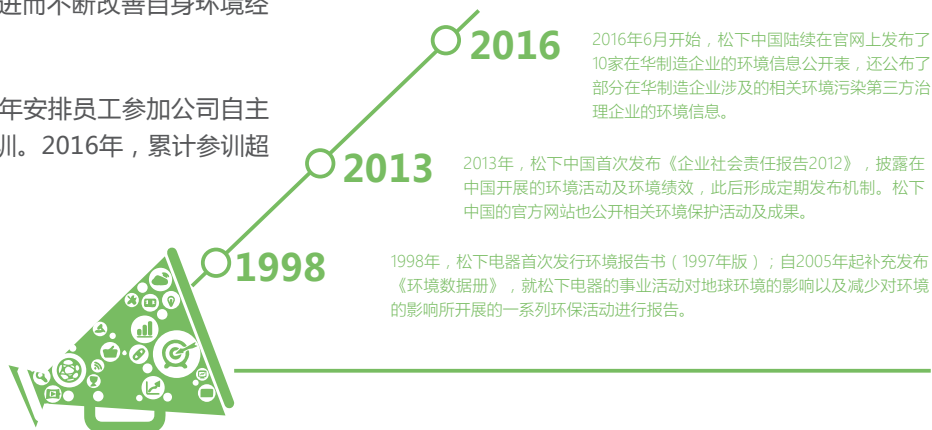 进而不断改善自身环境经
年安排员工参加公司自主
训。2016年，累计参训超
2016
2016年6月开始，松下中国陆续在官网上发布了
10家在华制造企业的环境信息公开表，还公布了
部分在华制造企业涉及的相关环境污染第三方治
理企业的环境信息。
2013
2013年，松下中国首次发布《企业社会责任报告2012》，披露在
中国开展的环境活动及环境绩效，此后形成定期发布机制。松下
中国的官方网站也公开相关环境保护活动及成果。
1998
1998年，松下电器首次发行环境报告书（1997年版）；自2005年起补充发布
《环境数据册》，就松下电器的事业活动对地球环境的影响以及减少对环境
的影响所开展的一系列环保活动进行报告。